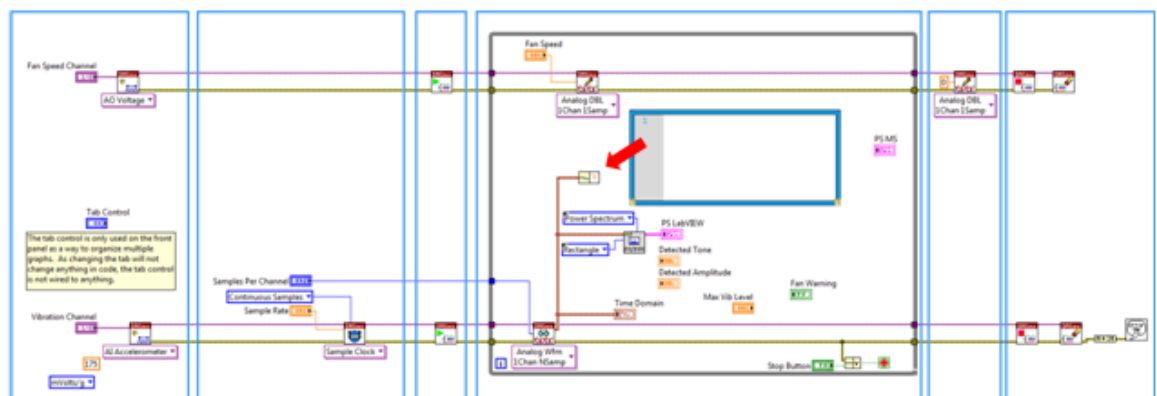 Fan Speed Channel
AO Voltage
Tab Control
The tab control is only used on the front
panel as a way to organize multiple
graphs. As changing the tab will not
change anything in code, the tab control
is not wired to anything.
Vibration Channel
AI Accelerometer
175
mVolts/g
Samples Per Channel
Continuous Samples
Sample Rate
Sample Clock
Fan Speed
Analog DBL
1Chan 1Samp
1
PS MS
Power Spectrum
PS LabVIEW
Rectangle
Detected Tone
Detected Amplitude
Fan Warning
Max Vib Level
Time Domain
Analog Wfm
1Chan NSamp
i
Stop Button
0
Analog DBL
1Chan 1Samp